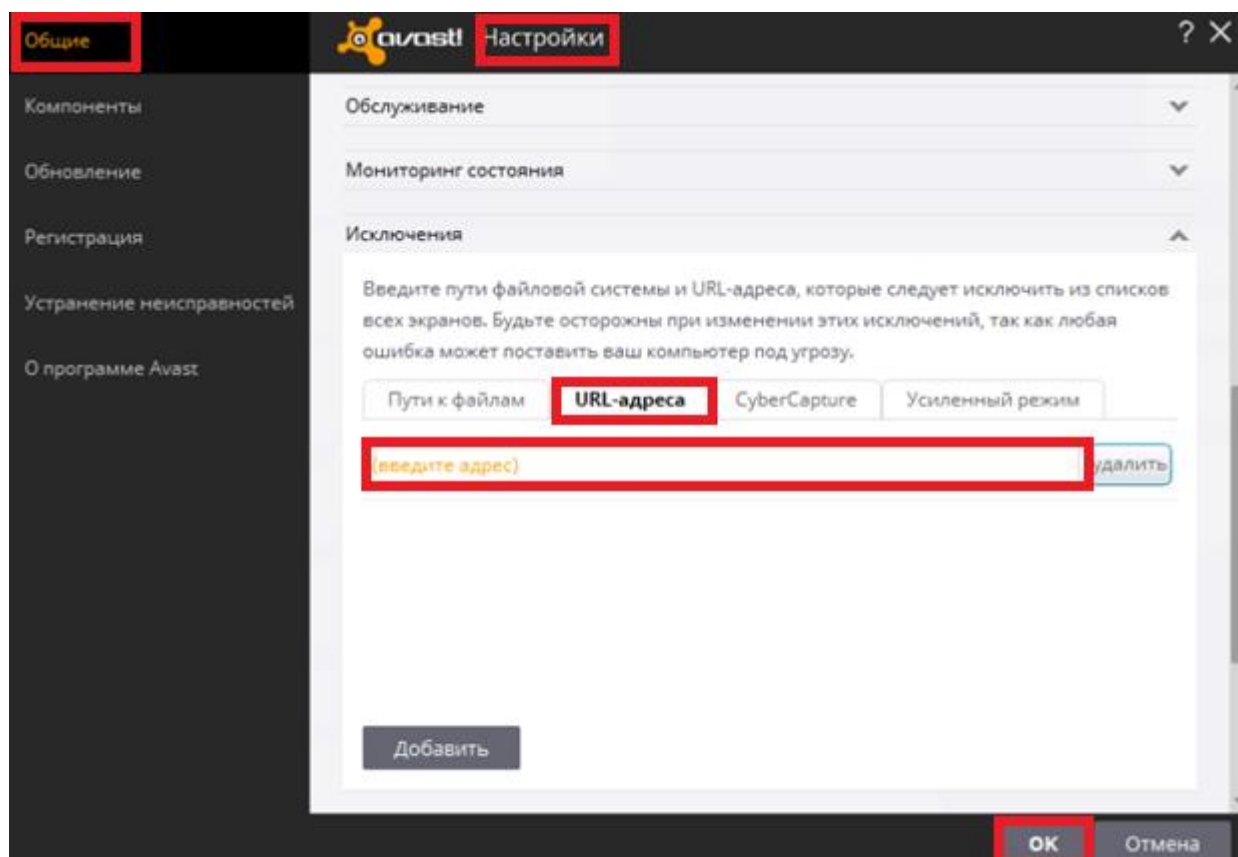 Общие
avast! Настройки
? ×
Компоненты
Обновление
Регистрация
Устранение неисправностей
О программе Avast
Обслуживание
Мониторинг состояния
Исключения
Введите пути файловой системы и URL-адреса, которые следует исключить из списков
всех экранов. Будьте осторожны при изменении этих исключений, так как любая
ошибка может поставить ваш компьютер под угрозу.
Пути к файлам URL-адреса CyberCapture Усиленный режим
(введите адрес) удалить
Добавить
ОК Отмена